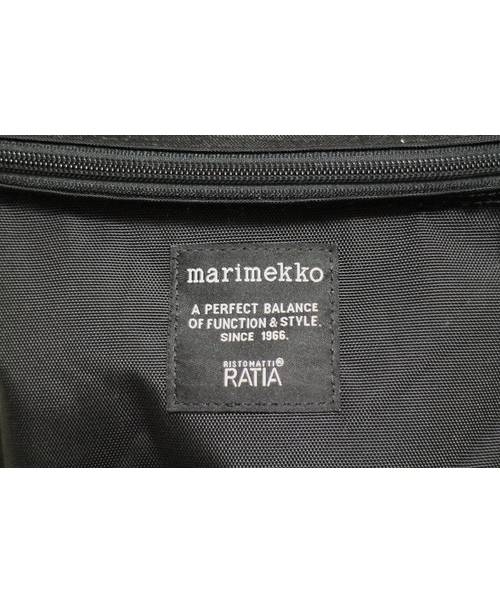 marimekko
A PERFECT BALANCE
OF FUNCTION & STYLE.
SINCE 1966.
RISTOMATTI
RATIA